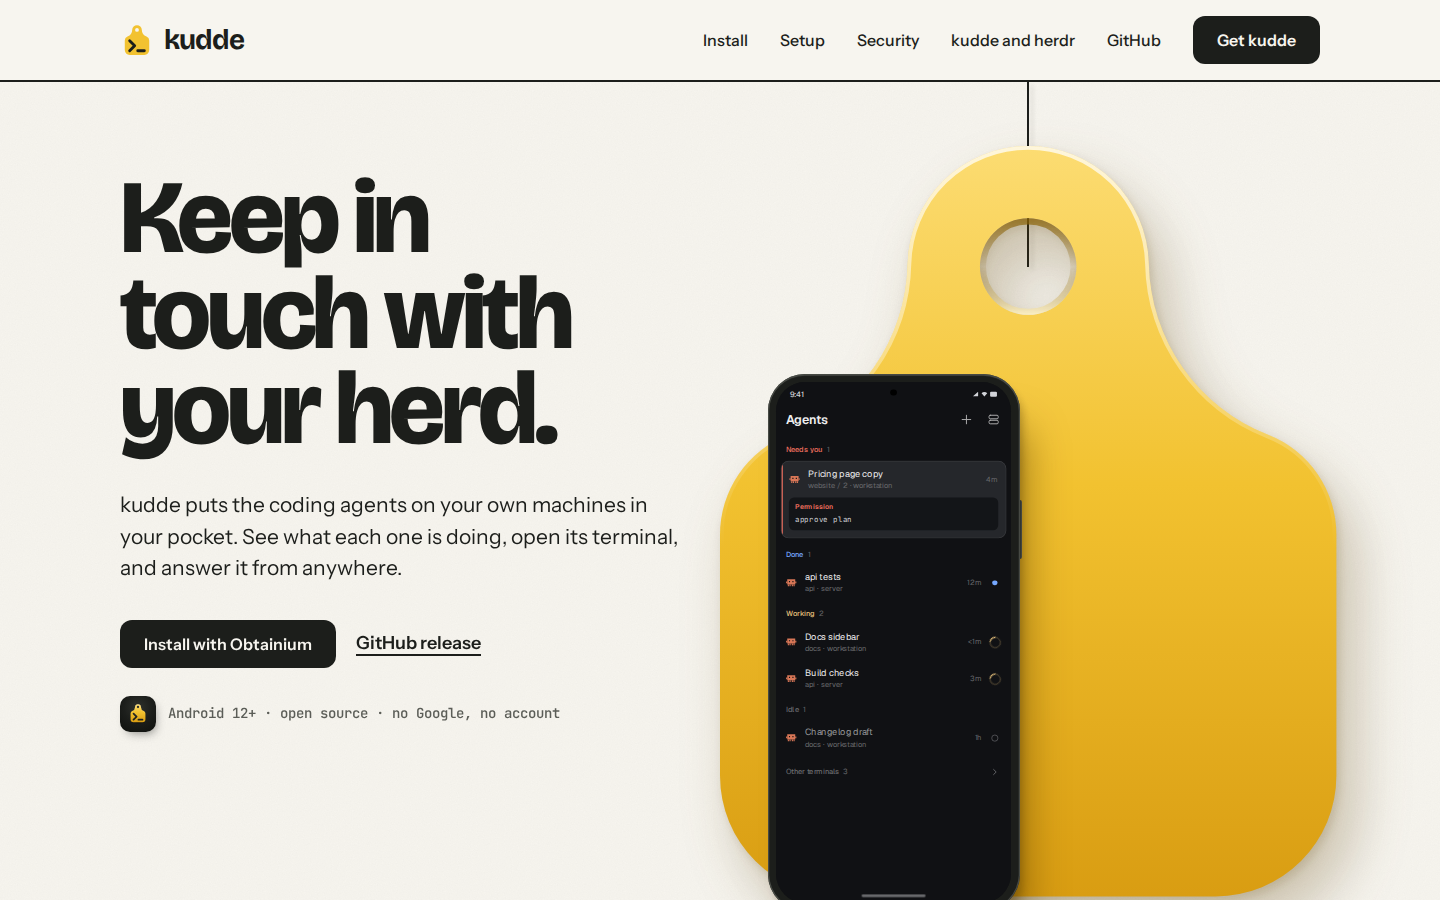 kudde
Install
Setup
Security
kudde and herdr
GitHub
Get kudde
Keep in
touch with
your herd.
kudde puts the coding agents on your own machines in
your pocket. See what each one is doing, open its terminal,
and answer it from anywhere.
Install with Obtainium
GitHub release
Android 12+ · open source · no Google, no account
9:41
Agents
Needs you 1
Pricing page copy
4m
website / 2 · workstation
Permission
approve plan
Done 1
api tests
12m
api · server
Working 2
Docs sidebar
<1m
docs · workstation
Build checks
3m
api · server
Idle 1
Changelog draft
1h
docs · workstation
Other terminals 3